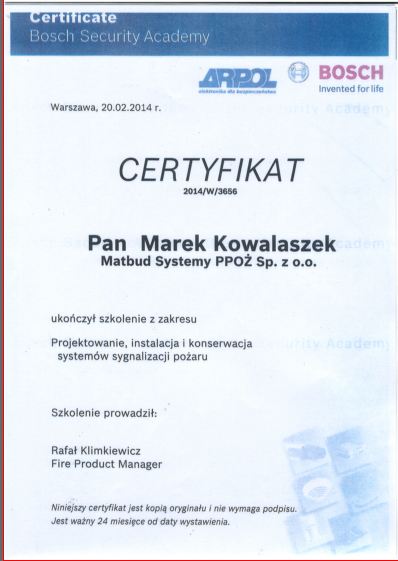 Certificate
Bosch Security Academy
ARPOL
elektronika dla bezpieczeństwa
BOSCH
Invented for life
Warszawa, 20.02.2014 r.
CERTYFIKAT
2014/W/3656
Pan Marek Kowalaszek
Matbud Systemy PPOŻ Sp. z o.o.
ukończył szkolenie z zakresu
Projektowanie, instalacja i konserwacja
systemów sygnalizacji pożaru
Szkolenie prowadził:
Rafał Klimkiewicz
Fire Product Manager
Niniejszy certyfikat jest kopią oryginału i nie wymaga podpisu.
Jest ważny 24 miesięce od daty wystawienia.